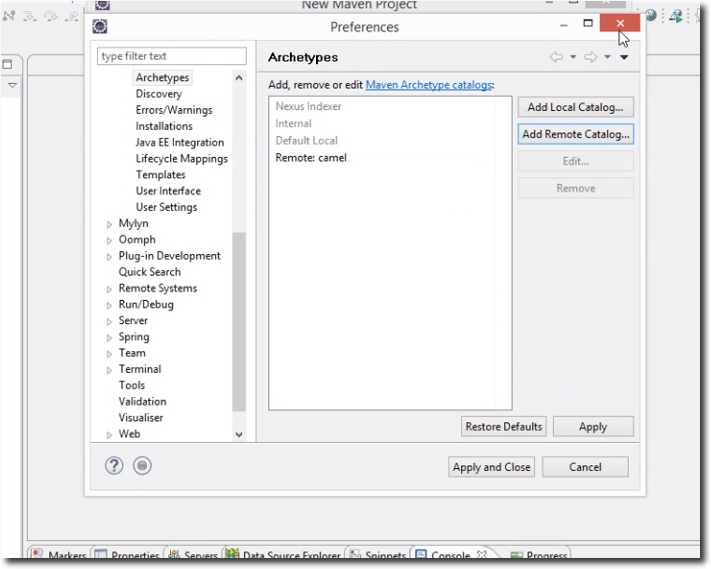 New Maven Project
Preferences
type filter text
Archetypes
Discovery
Errors/Warnings
Installations
Java EE Integration
Lifecycle Mappings
Templates
User Interface
User Settings
Mylyn
Oomph
Plug-in Development
Quick Search
Remote Systems
Run/Debug
Server
Spring
Team
Terminal
Tools
Validation
Visualiser
Web
Archetypes
Add, remove or edit Maven Archetype catalogs:
Nexus Indexer
Internal
Default Local
Remote: camel
Add Local Catalog...
Add Remote Catalog...
Edit...
Remove
Restore Defaults
Apply
Apply and Close
Cancel
Markers
Properties
Servers
Data Source Explorer
Snippets
Console
Progress